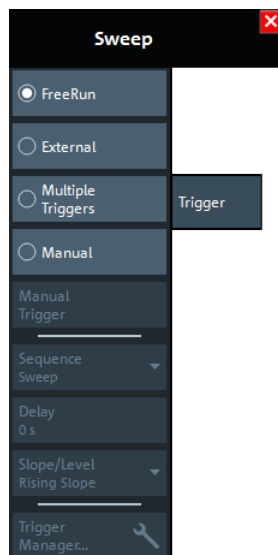 Sweep
FreeRun
External
Multiple
Triggers
Trigger
Manual
Manual
Trigger
Sequence
Sweep
Delay
0 s
Slope/Level
Rising Slope
Trigger
Manager...